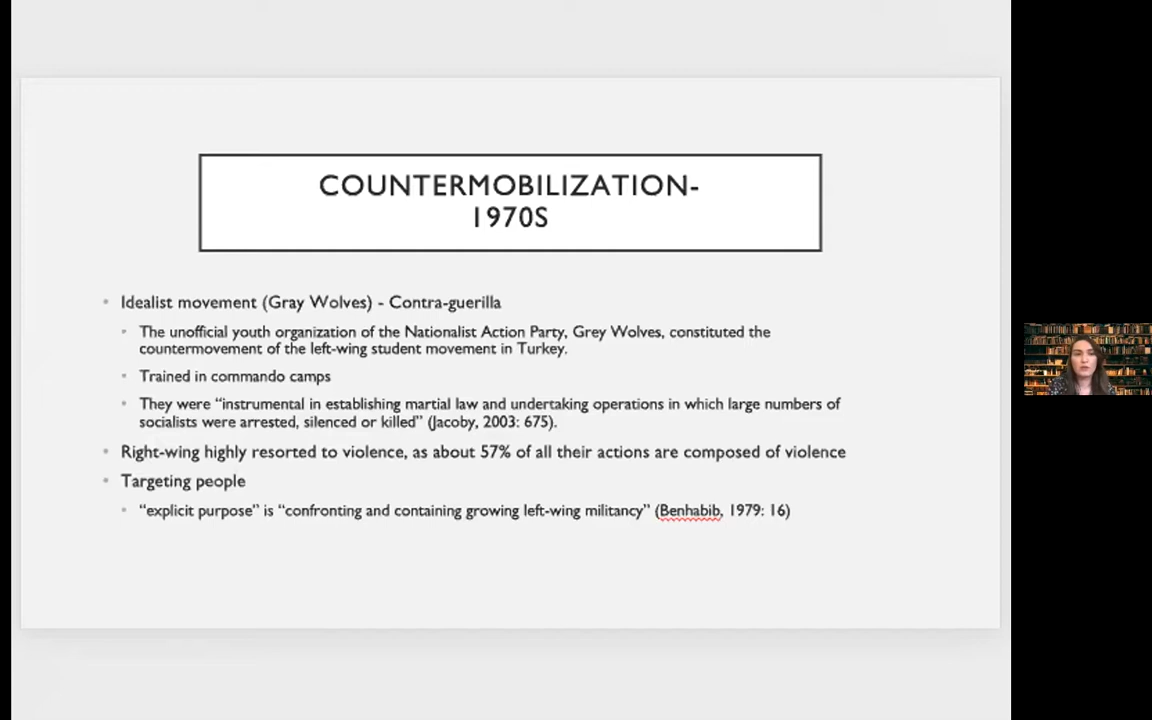 COUNTERMOBILIZATION-
1970S
• Idealist movement (Gray Wolves) - Contra-guerilla
• The unofficial youth organization of the Nationalist Action Party, Grey Wolves, constituted the
countermovement of the left-wing student movement in Turkey.
• Trained in commando camps
• They were “instrumental in establishing martial law and undertaking operations in which large numbers of
socialists were arrested, silenced or killed” (Jacoby, 2003: 675).
• Right-wing highly resorted to violence, as about 57% of all their actions are composed of violence
• Targeting people
• “explicit purpose” is “confronting and containing growing left-wing militancy” (Benhabib, 1979: 16)